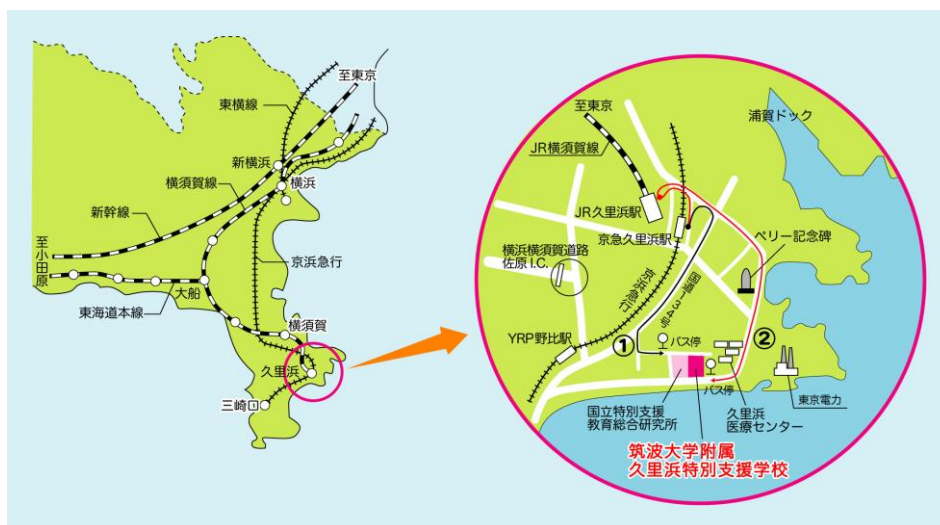 至東京
東横線
新横浜
横須賀線
横浜
新幹線
至小田原
京浜急行
大船
東海道本線
横須賀
久里浜
三崎口
至東京
浦賀ドック
JR横須賀線
JR久里浜駅
京急久里浜駅
ペリー記念碑
横浜横須賀道路
佐原I.C.
京浜急行
国道134号
YRP野比駅
①
バス停
②
バス停
東京電力
国立特別支援
教育総合研究所
久里浜
医療センター
筑波大学附属
久里浜特別支援学校